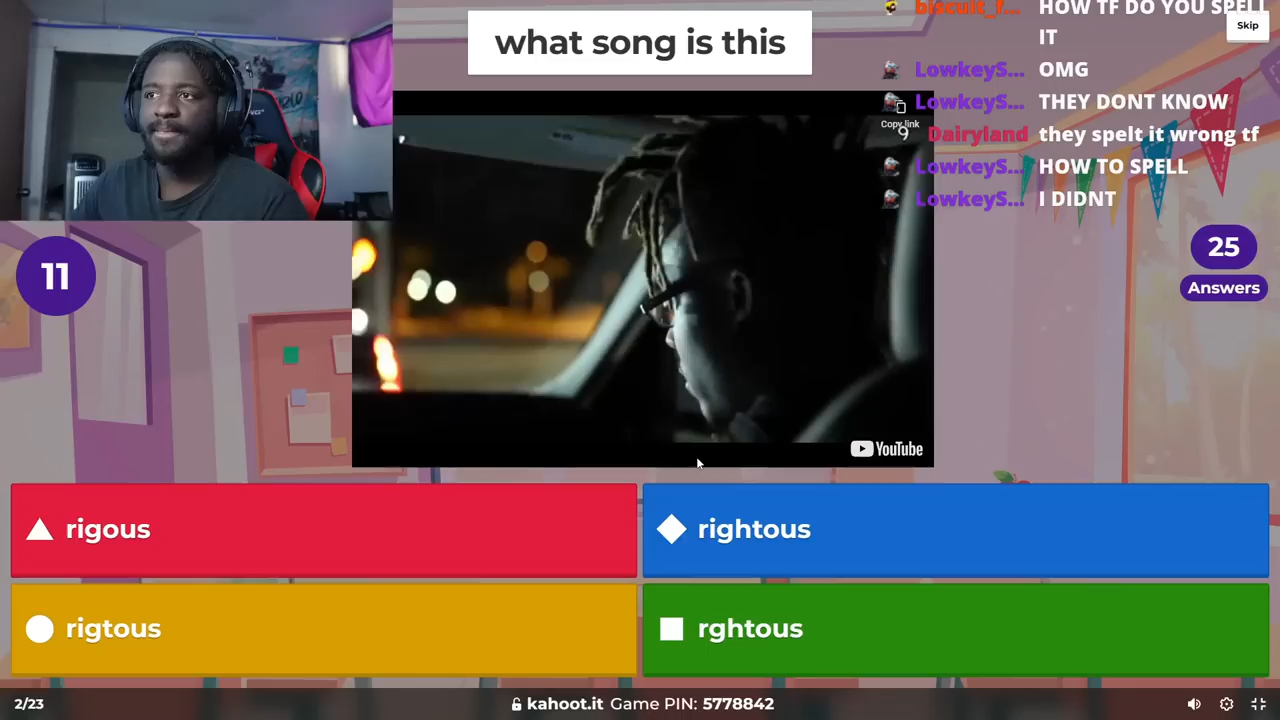 what song is this
Skip
biscuit_f... HOW TF DO YOU SPELL
IT
LowkeyS... OMG
LowkeyS... THEY DONT KNOW
Copy link
9
Dairyland they spelt it wrong tf
LowkeyS... HOW TO SPELL
LowkeyS... I DIDNT
11
25
Answers
YouTube
rigous
rightous
rigtous
rghtous
2/23
kahoot.it Game PIN: 5778842